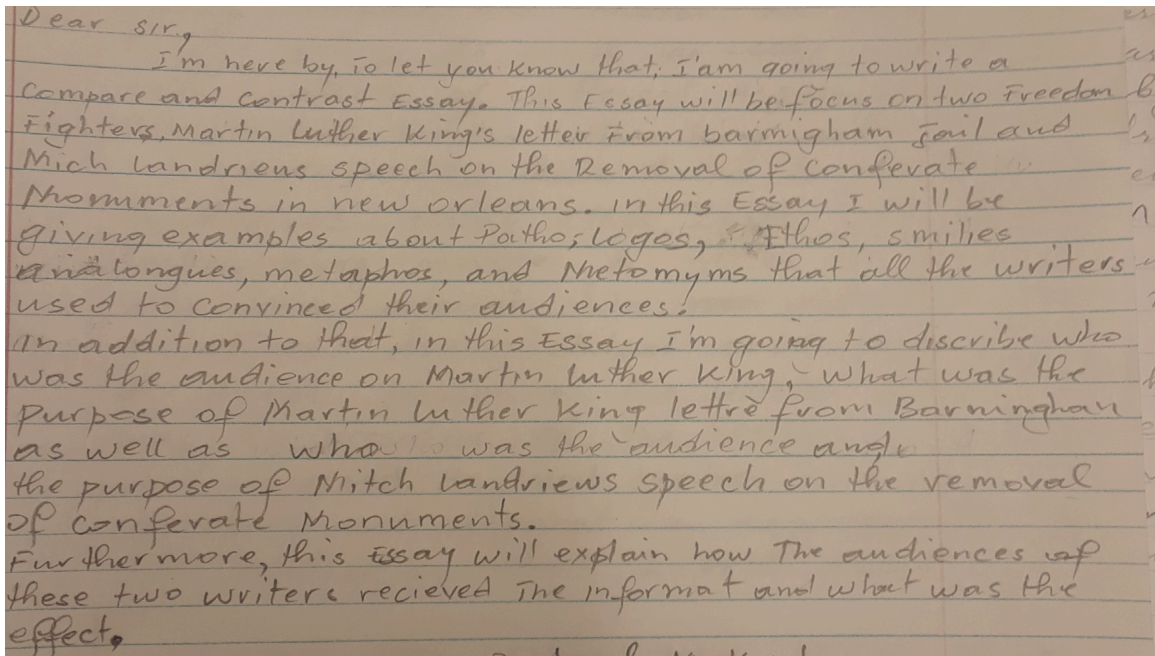 Dear Sir,
I'm here by, To let you know that, I'am going to write a
Compare and Contrast Essay. This Essay will be focus on two Freedom
Fighters, Martin Luther King's letter From barmigham Jail and
Mich Landrieus speech on the Removal of Conferate
Monuments in new orleans. in this Essay I will be
giving examples about Patho, Logos, Ethos, smilies
analongues, metaphos, and Metomyms that all the writers
used to convinced their audiences.
in addition to that, in this Essay I'm going to discribe who
was the audience on Martin luther King, what was the
purpose of Martin luther King lettre from Barninghan
as well as who was the audience and
the purpose of Mitch Landriews speech on the removal
of conferate Monuments.
Furthermore, this Essay will explain how The audiences of
these two writers recieved The informat and what was the
effect.